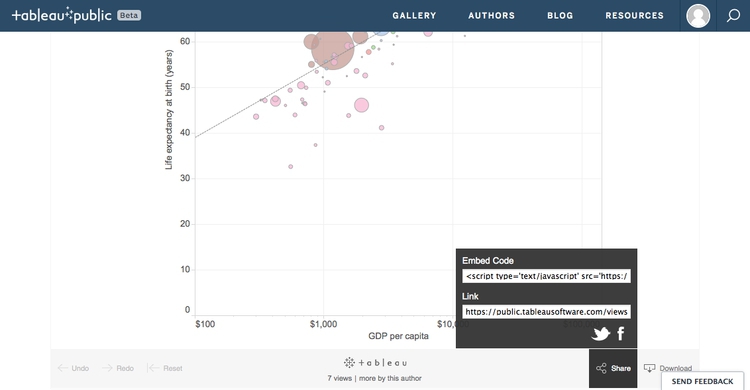 +ableau public Beta
GALLERY AUTHORS BLOG RESOURCES
Life expectancy at birth (years)
60
50
40
30
20
10
0
$100 $1,000
GDP per capita
Embed Code
<script type='text/javascript' src='https:/
Link
https://public.tableausoftware.com/views
Undo Redo Reset
+ableau
7 views | more by this author
Share Download
SEND FEEDBACK